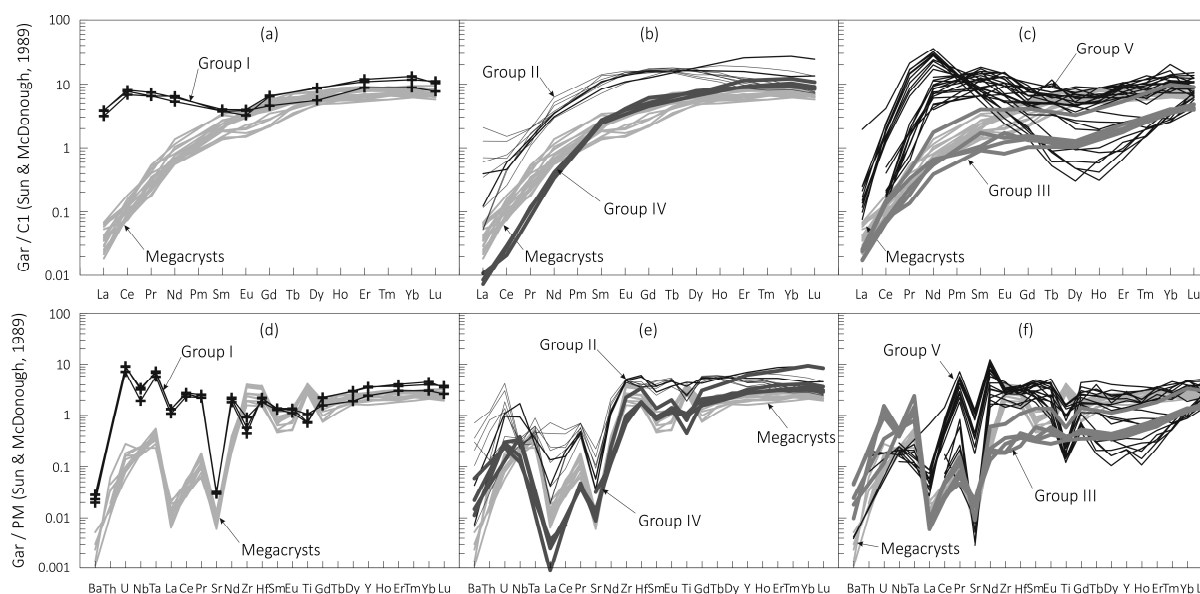 Gar / C1 (Sun & McDonough, 1989)
100
10
1
0.1
0.01
(a)
Group I
Megacrysts
La Ce Pr Nd Pm Sm Eu Gd Tb Dy Ho Er Tm Yb Lu
(b)
Group II
Group IV
Megacrysts
La Ce Pr Nd Pm Sm Eu Gd Tb Dy Ho Er Tm Yb Lu
(c)
Group V
Group III
Megacrysts
La Ce Pr Nd Pm Sm Eu Gd Tb Dy Ho Er Tm Yb Lu
Gar / PM (Sun & McDonough, 1989)
100
10
1
0.1
0.01
0.001
(d)
Group I
Megacrysts
BaTh U NbTa La Ce Pr Sr Nd Zr HfSmEu Ti GdTbDy Y Ho ErTmYb Lu
(e)
Group II
Megacrysts
Group IV
BaTh U NbTa La Ce Pr Sr Nd Zr HfSmEu Ti GdTbDy Y Ho ErTmYb Lu
(f)
Group V
Group III
Megacrysts
BaTh U NbTa La Ce Pr Sr Nd Zr HfSmEu Ti GdTbDy Y Ho ErTmYb Lu